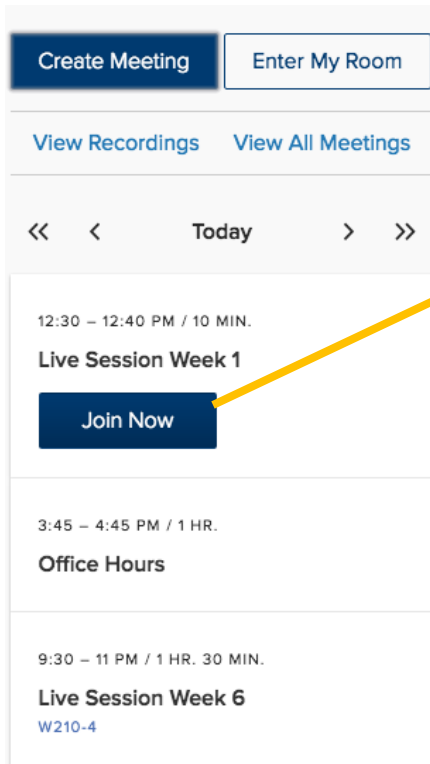 Create Meeting Enter My Room
View Recordings View All Meetings
<< < Today > >>
12:30 – 12:40 PM / 10 MIN.
Live Session Week 1
Join Now
3:45 – 4:45 PM / 1 HR.
Office Hours
9:30 – 11 PM / 1 HR. 30 MIN.
Live Session Week 6
W210-4